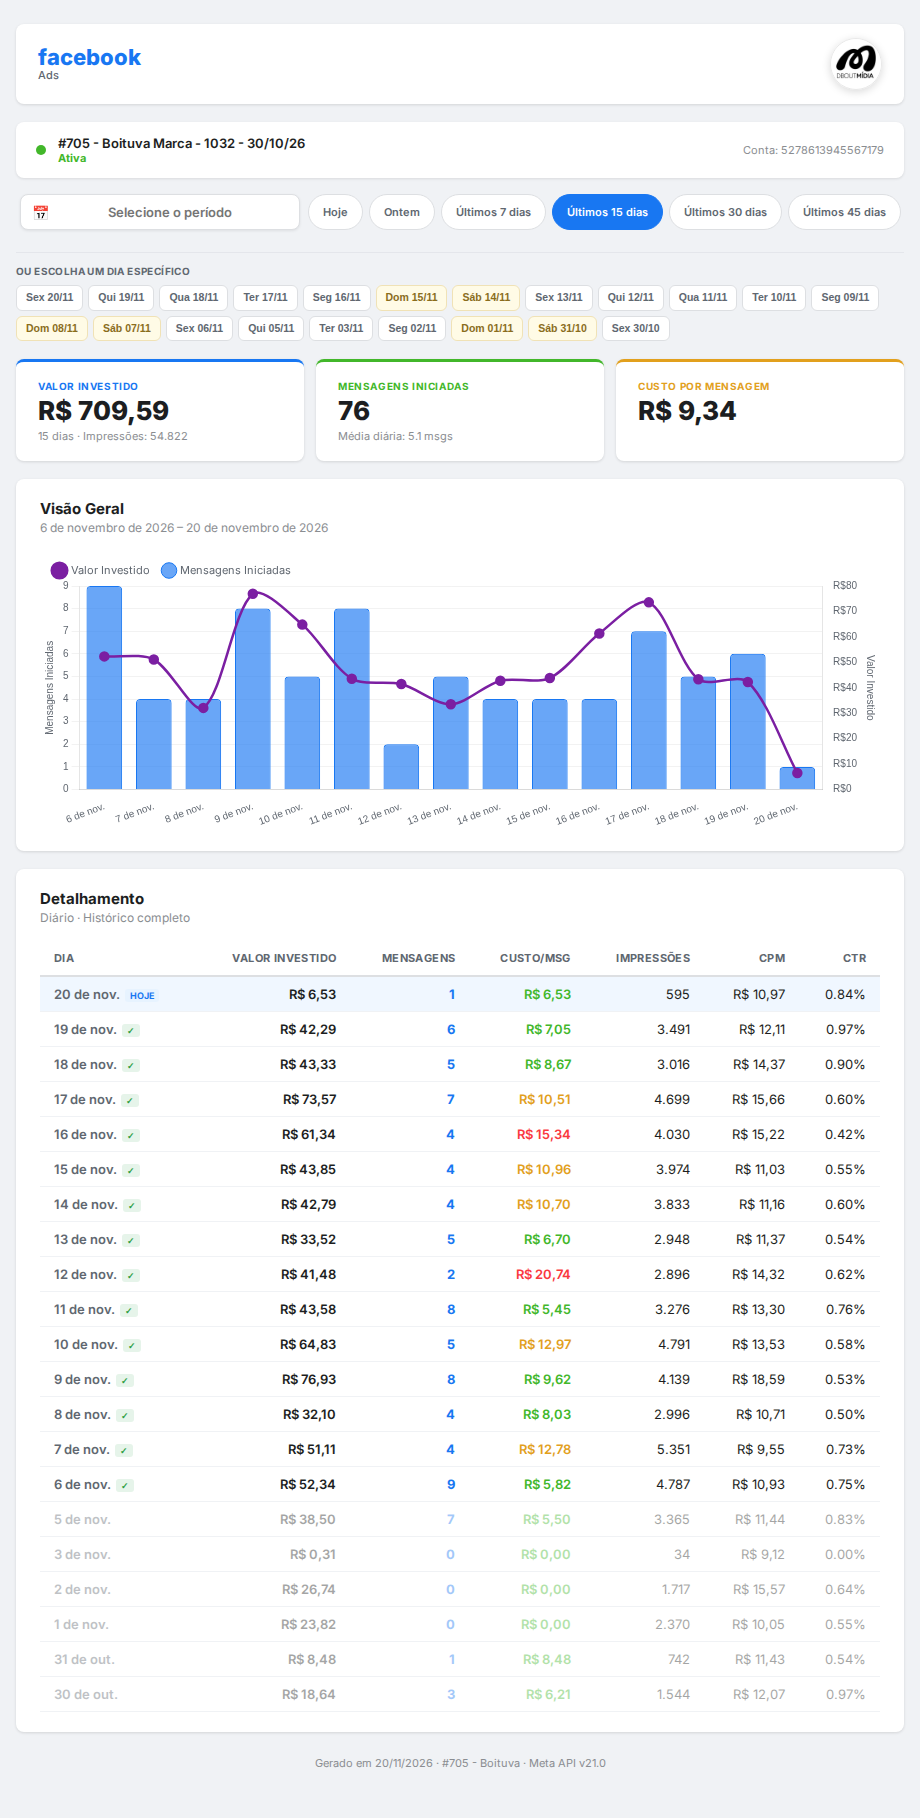 facebook
Ads
DBOUTMÍDIA
#705 - Boituva Marca - 1032 - 30/10/26
Ativa
Conta: 5278613945567179
📅 Selecione o período
Hoje
Ontem
Últimos 7 dias
Últimos 15 dias
Últimos 30 dias
Últimos 45 dias
OU ESCOLHA UM DIA ESPECÍFICO
Sex 20/11 Qui 19/11 Qua 18/11 Ter 17/11 Seg 16/11 Dom 15/11 Sáb 14/11 Sex 13/11 Qui 12/11 Qua 11/11 Ter 10/11 Seg 09/11
Dom 08/11 Sáb 07/11 Sex 06/11 Qui 05/11 Ter 03/11 Seg 02/11 Dom 01/11 Sáb 31/10 Sex 30/10
VALOR INVESTIDO
R$ 709,59
15 dias · Impressões: 54.822
MENSAGENS INICIADAS
76
Média diária: 5.1 msgs
CUSTO POR MENSAGEM
R$ 9,34
Visão Geral
6 de novembro de 2026 – 20 de novembro de 2026
Valor Investido Mensagens Iniciadas
Mensagens Iniciadas
9
8
7
6
5
4
3
2
1
0
R$80
R$70
R$60
R$50
R$40
R$30
R$20
R$10
R$0
Valor Investido
6 de nov. 7 de nov. 8 de nov. 9 de nov. 10 de nov. 11 de nov. 12 de nov. 13 de nov. 14 de nov. 15 de nov. 16 de nov. 17 de nov. 18 de nov. 19 de nov. 20 de nov.
Detalhamento
Diário · Histórico completo
DIA VALOR INVESTIDO MENSAGENS CUSTO/MSG IMPRESSÕES CPM CTR
20 de nov. HOJE R$ 6,53 1 R$ 6,53 595 R$ 10,97 0.84%
19 de nov. ✓ R$ 42,29 6 R$ 7,05 3.491 R$ 12,11 0.97%
18 de nov. ✓ R$ 43,33 5 R$ 8,67 3.016 R$ 14,37 0.90%
17 de nov. ✓ R$ 73,57 7 R$ 10,51 4.699 R$ 15,66 0.60%
16 de nov. ✓ R$ 61,34 4 R$ 15,34 4.030 R$ 15,22 0.42%
15 de nov. ✓ R$ 43,85 4 R$ 10,96 3.974 R$ 11,03 0.55%
14 de nov. ✓ R$ 42,79 4 R$ 10,70 3.833 R$ 11,16 0.60%
13 de nov. ✓ R$ 33,52 5 R$ 6,70 2.948 R$ 11,37 0.54%
12 de nov. ✓ R$ 41,48 2 R$ 20,74 2.896 R$ 14,32 0.62%
11 de nov. ✓ R$ 43,58 8 R$ 5,45 3.276 R$ 13,30 0.76%
10 de nov. ✓ R$ 64,83 5 R$ 12,97 4.791 R$ 13,53 0.58%
9 de nov. ✓ R$ 76,93 8 R$ 9,62 4.139 R$ 18,59 0.53%
8 de nov. ✓ R$ 32,10 4 R$ 8,03 2.996 R$ 10,71 0.50%
7 de nov. ✓ R$ 51,11 4 R$ 12,78 5.351 R$ 9,55 0.73%
6 de nov. ✓ R$ 52,34 9 R$ 5,82 4.787 R$ 10,93 0.75%
5 de nov. R$ 38,50 7 R$ 5,50 3.365 R$ 11,44 0.83%
3 de nov. R$ 0,31 0 R$ 0,00 34 R$ 9,12 0.00%
2 de nov. R$ 26,74 0 R$ 0,00 1.717 R$ 15,57 0.64%
1 de nov. R$ 23,82 0 R$ 0,00 2.370 R$ 10,05 0.55%
31 de out. R$ 8,48 1 R$ 8,48 742 R$ 11,43 0.54%
30 de out. R$ 18,64 3 R$ 6,21 1.544 R$ 12,07 0.97%
Gerado em 20/11/2026 · #705 - Boituva · Meta API v21.0